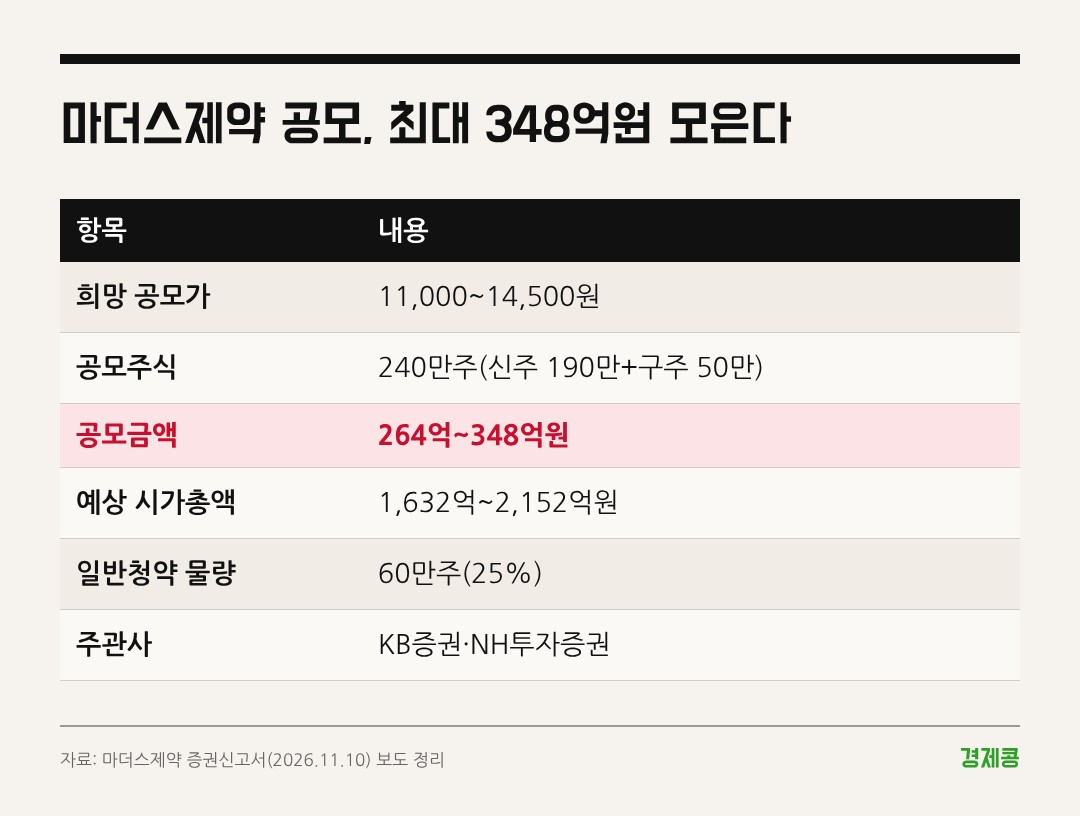 마더스제약 공모, 최대 348억원 모은다
항목 내용
희망 공모가 11,000~14,500원
공모주식 240만주(신주 190만+구주 50만)
공모금액 264억~348억원
예상 시가총액 1,632억~2,152억원
일반청약 물량 60만주(25%)
주관사 KB증권·NH투자증권
자료: 마더스제약 증권신고서(2026.11.10) 보도 정리
경제콩